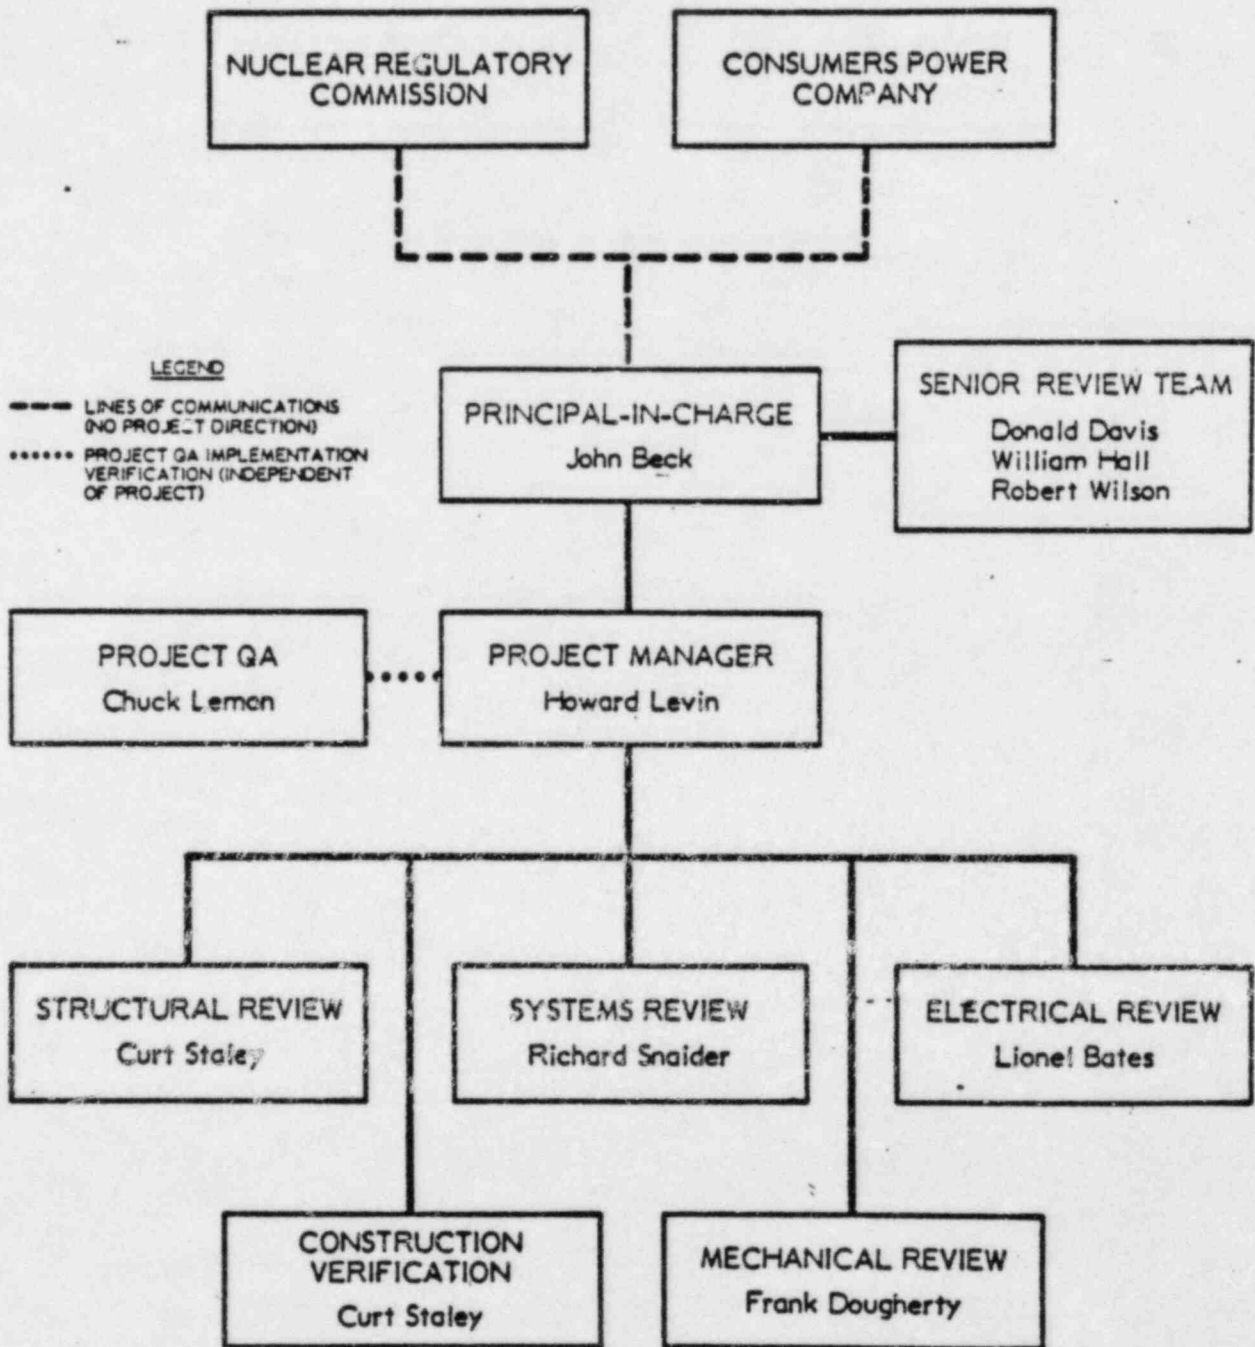 NUCLEAR REGULATORY
COMMISSION
CONSUMERS POWER
COMPANY
LEGEND
LINES OF COMMUNICATIONS
(NO PROJECT DIRECTION)
PROJECT QA IMPLEMENTATION
VERIFICATION (INDEPENDENT
OF PROJECT)
PRINCIPAL-IN-CHARGE
John Beck
SENIOR REVIEW TEAM
Donald Davis
William Hall
Robert Wilson
PROJECT QA
Chuck Lemon
PROJECT MANAGER
Howard Levin
STRUCTURAL REVIEW
Curt Staley
SYSTEMS REVIEW
Richard Snaider
ELECTRICAL REVIEW
Lionel Bates
CONSTRUCTION
VERIFICATION
Curt Staley
MECHANICAL REVIEW
Frank Dougherty